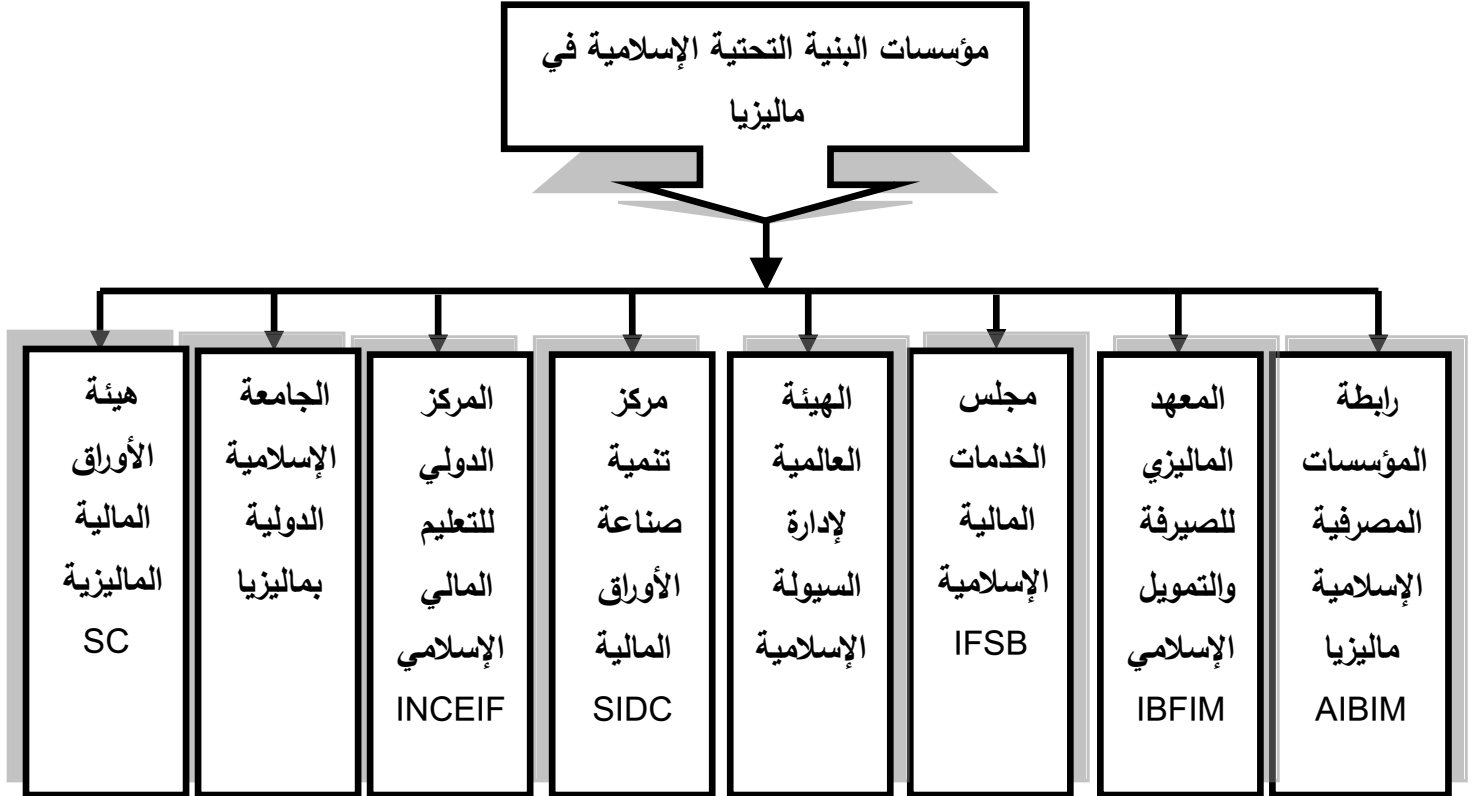 مؤسسات البنية التحتية الإسلامية في
ماليزيا
رابطة
المؤسسات
المصرفية
الإسلامية
ماليزيا
AIBIM
المعهد
الماليزي
للصيرفة
والتمويل
الإسلامي
IBFIM
مجلس
الخدمات
المالية
الإسلامية
IFSB
الهيئة
العالمية
لإدارة
السيولة
الإسلامية
مركز
تنمية
صناعة
الأوراق
المالية
SIDC
المركز
الدولي
للتعليم
المالي
الإسلامي
INCEIF
الجامعة
الإسلامية
الدولية
بماليزيا
هيئة
الأوراق
المالية
الماليزية
SC